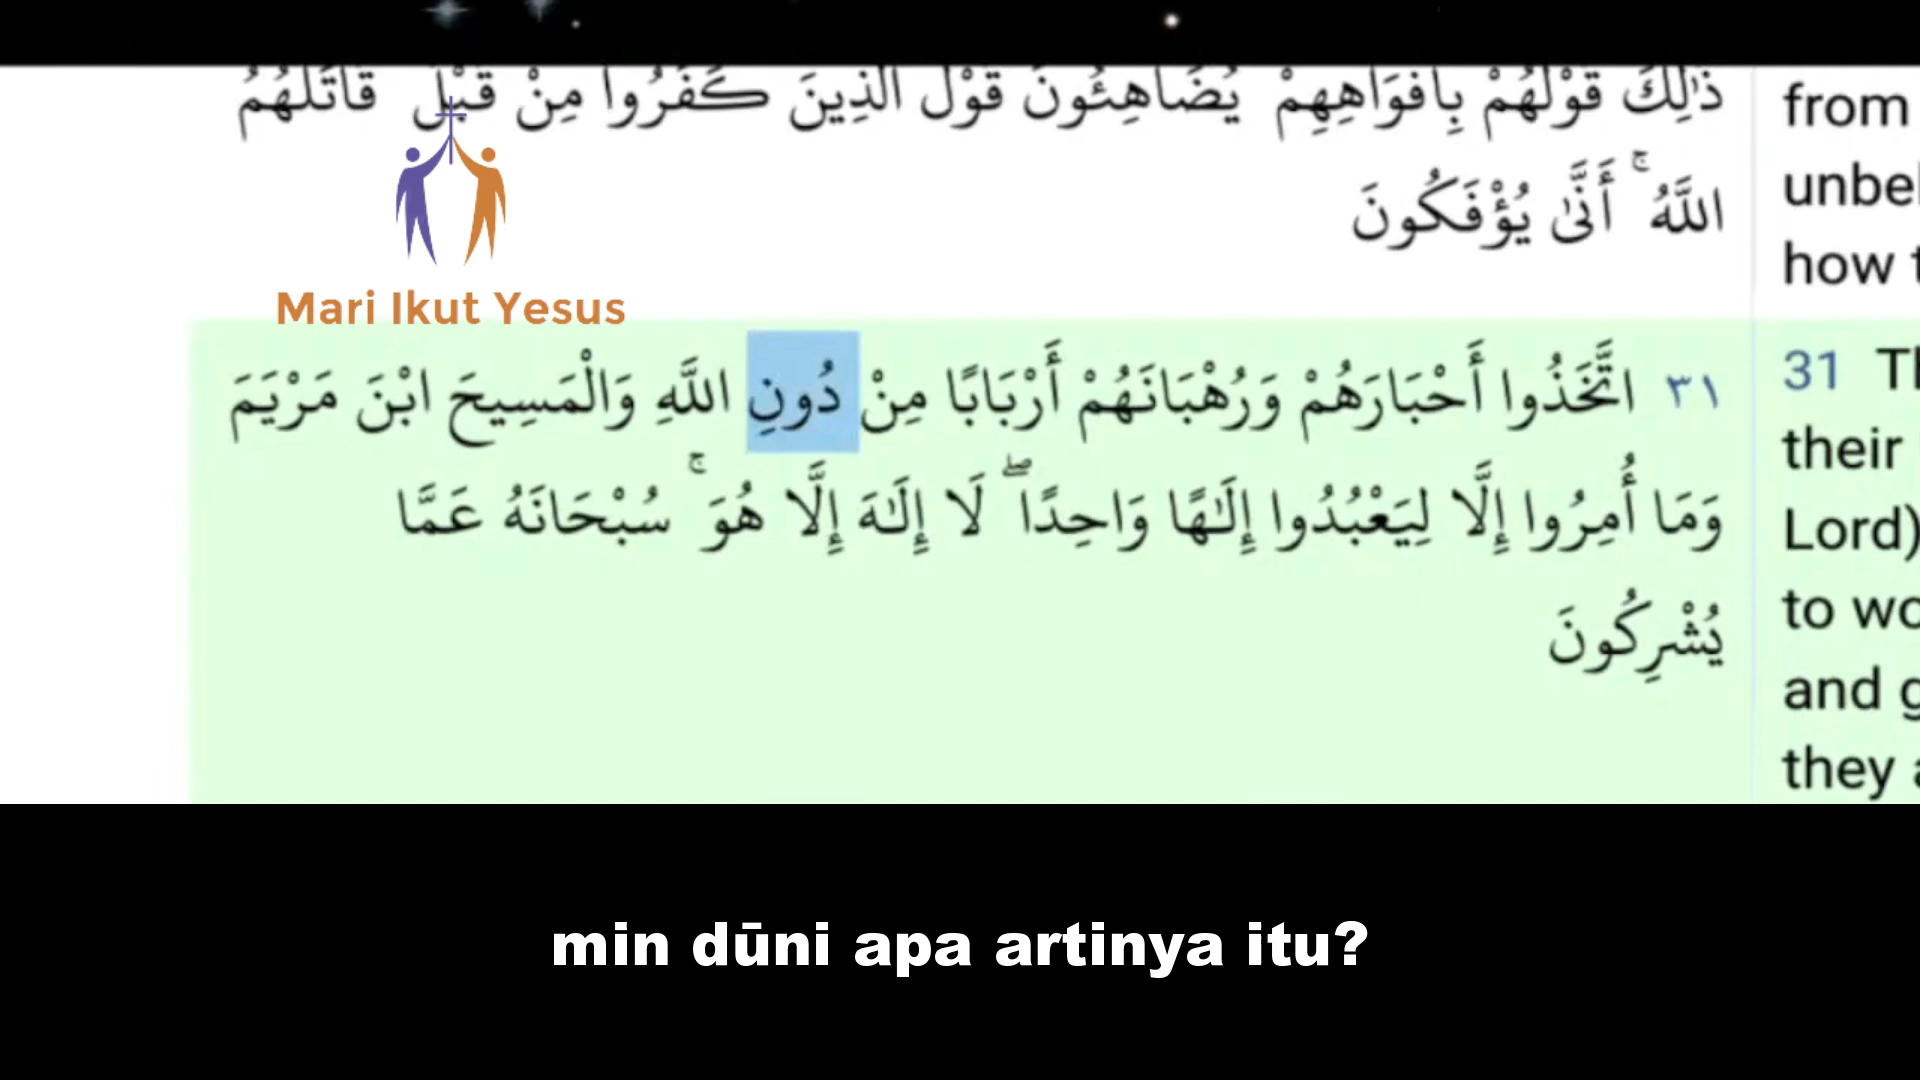 ذَٰلِكَ قَوْلُهُمْ بِأَفْوَاهِهِمْ يُضَاهِئُونَ قَوْلَ الَّذِينَ كَفَرُوا مِنْ قَبْلُ قَاتَلَهُمُ
اللَّهُ ۚ أَنَّىٰ يُؤْفَكُونَ
Mari Ikut Yesus
٣١ اتَّخَذُوا أَحْبَارَهُمْ وَرُهْبَانَهُمْ أَرْبَابًا مِنْ دُونِ اللَّهِ وَالْمَسِيحَ ابْنَ مَرْيَمَ
وَمَا أُمِرُوا إِلَّا لِيَعْبُدُوا إِلَٰهًا وَاحِدًا ۖ لَا إِلَٰهَ إِلَّا هُوَ ۚ سُبْحَانَهُ عَمَّا
يُشْرِكُونَ
from
how
31
their
Lord)
to
and
they
min dūni apa artinya itu?